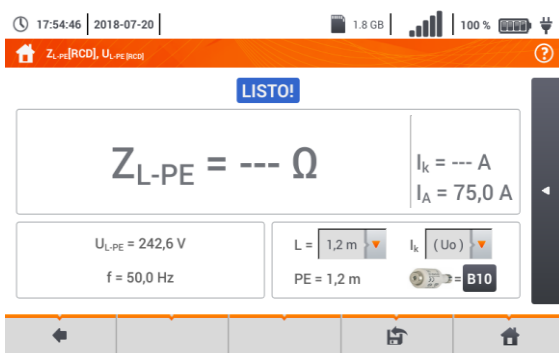 17:54:46 2018-07-20 1.8 GB 100 %
ZL-PE[RCD], UL-PE [RCD] ?
LISTO!
ZL-PE = --- Ω
Ik = --- A
IA = 75,0 A
UL-PE = 242,6 V
f = 50,0 Hz
L = 1,2 m Ik (Uo)
PE = 1,2 m = B10